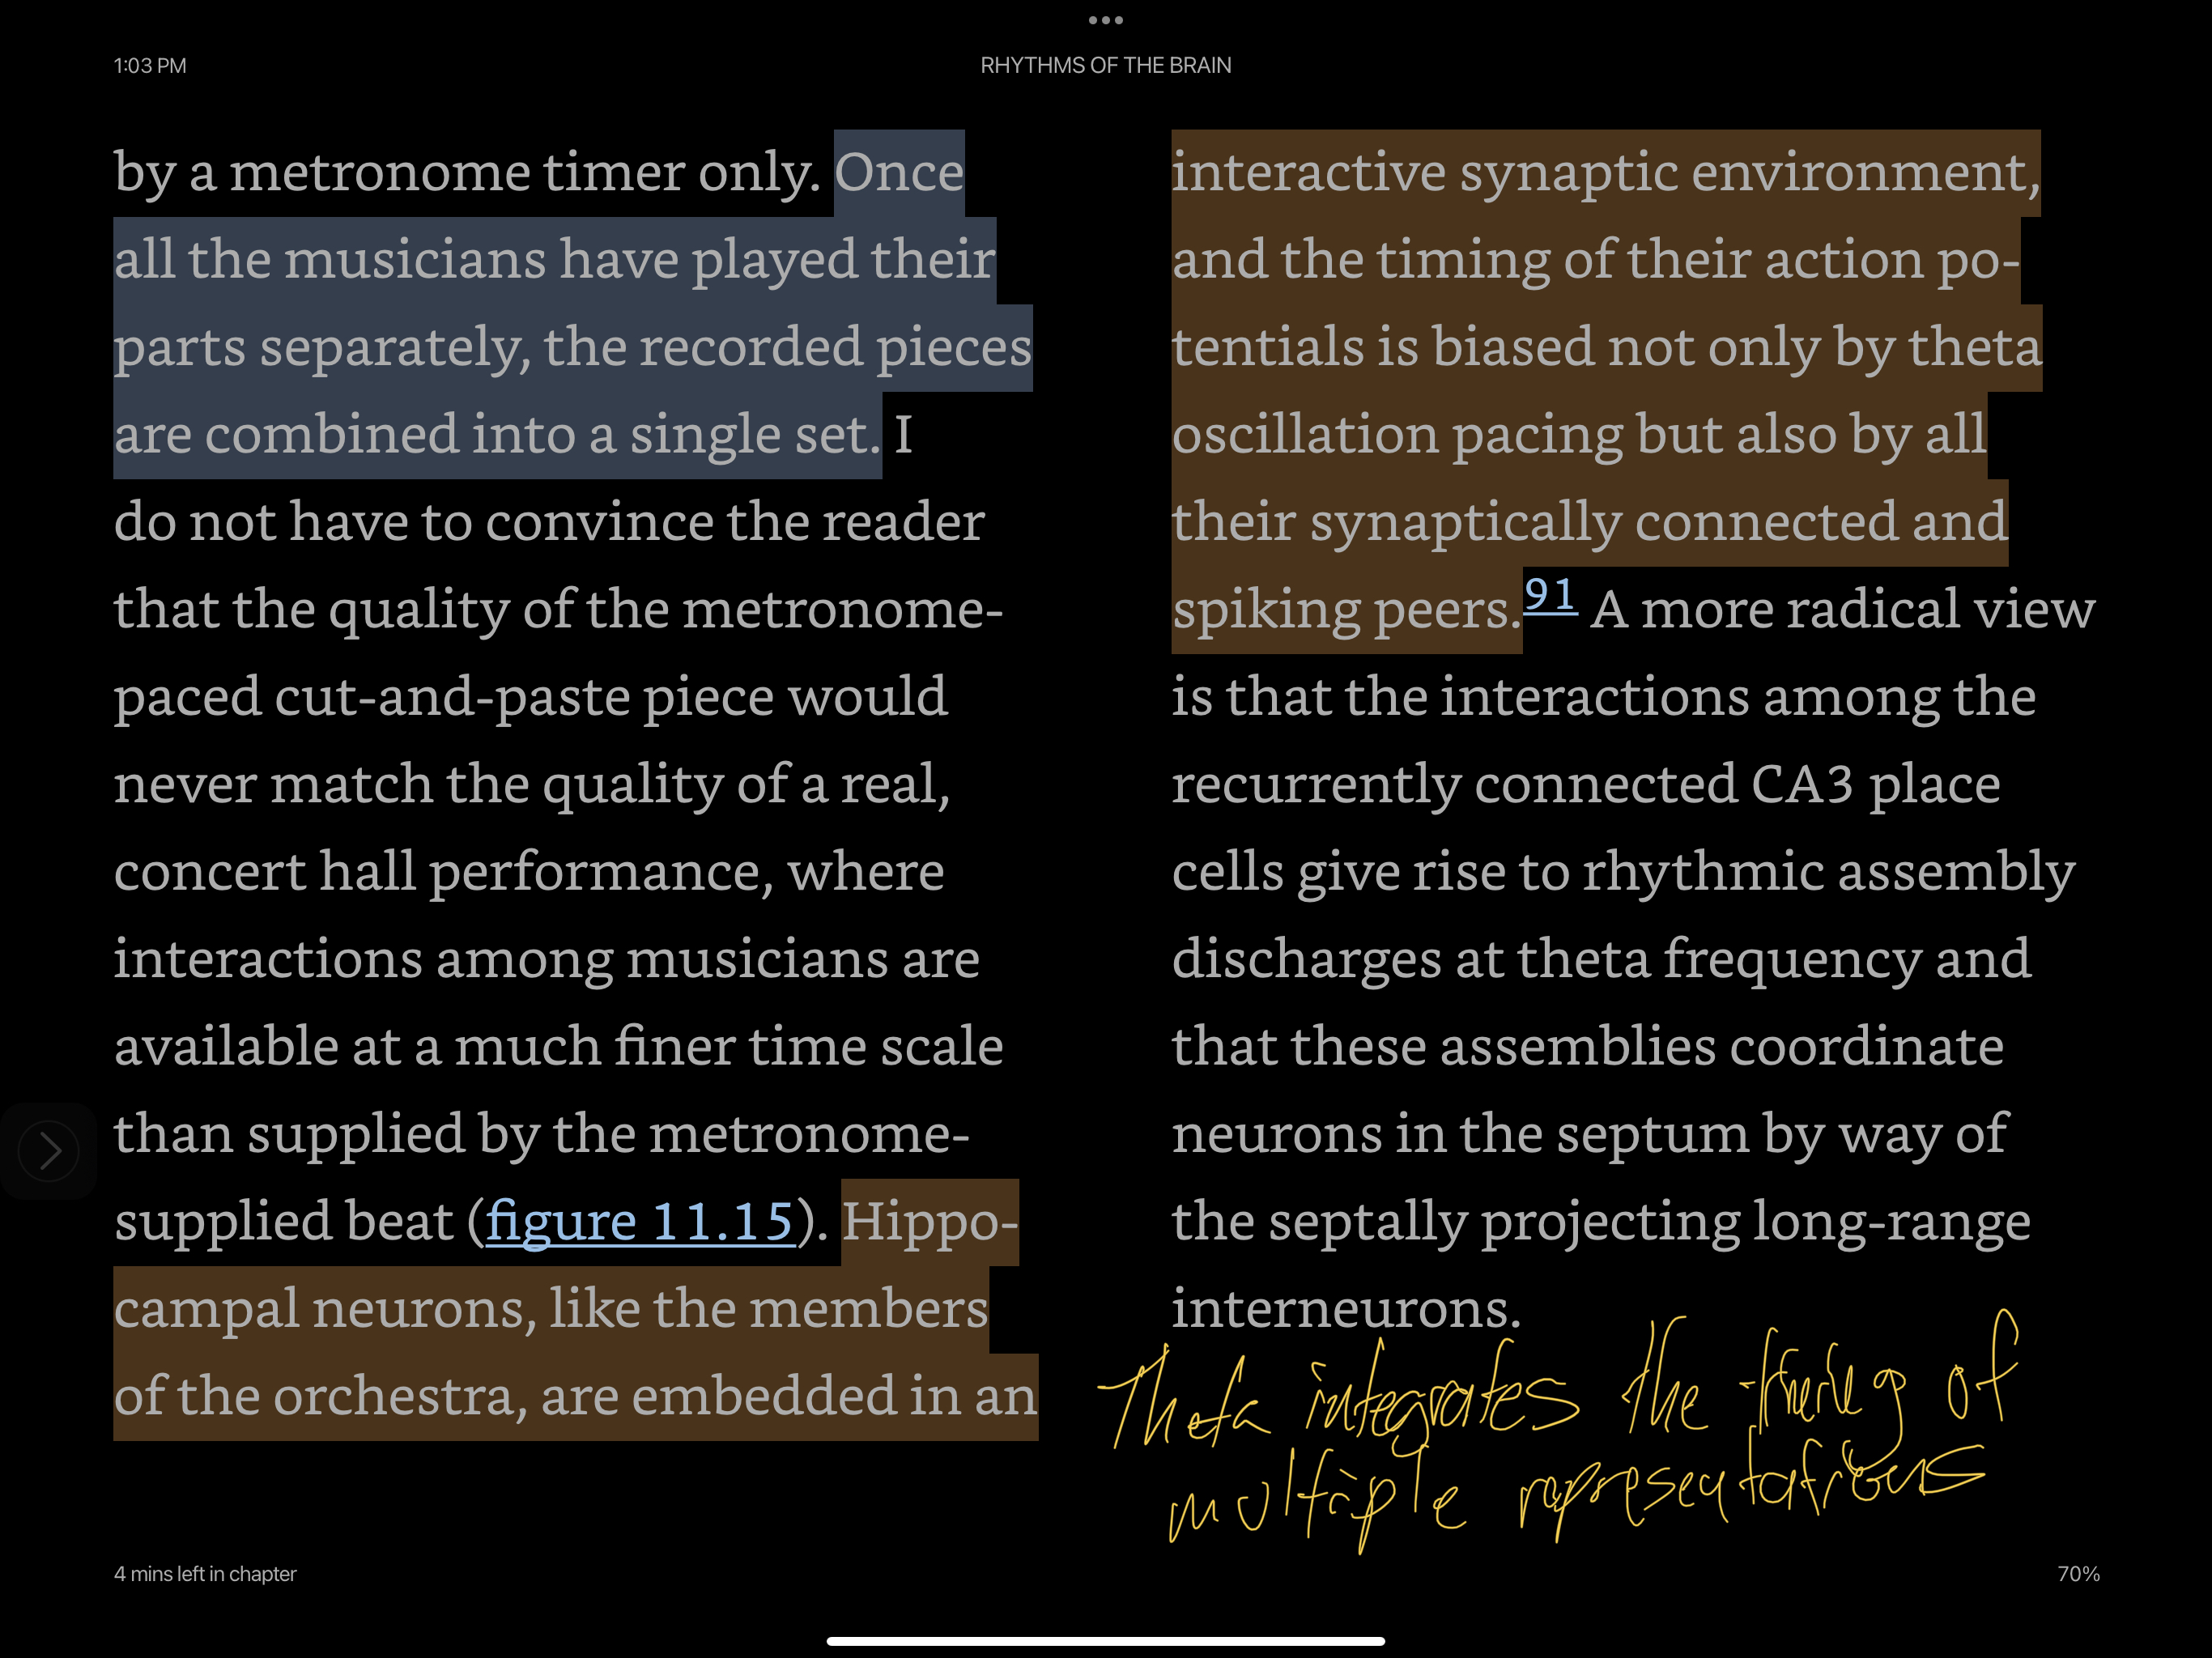 1:03 PM
RHYTHMS OF THE BRAIN
by a metronome timer only. Once
all the musicians have played their
parts separately, the recorded pieces
are combined into a single set. I
do not have to convince the reader
that the quality of the metronome-
paced cut-and-paste piece would
never match the quality of a real,
concert hall performance, where
interactions among musicians are
available at a much finer time scale
than supplied by the metronome-
supplied beat (figure 11.15). Hippo-
campal neurons, like the members
of the orchestra, are embedded in an
interactive synaptic environment,
and the timing of their action po-
tentials is biased not only by theta
oscillation pacing but also by all
their synaptically connected and
spiking peers.91 A more radical view
is that the interactions among the
recurrently connected CA3 place
cells give rise to rhythmic assembly
discharges at theta frequency and
that these assemblies coordinate
neurons in the septum by way of
the septally projecting long-range
interneurons.
Theta integrates the timing of
multiple representations
4 mins left in chapter
70%